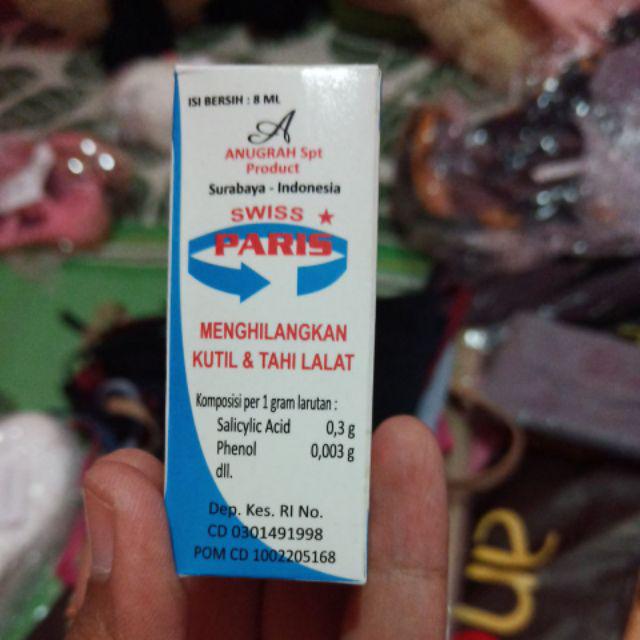 ISI BERSIH : 8 ML
A
ANUGRAH Spt
Product
Surabaya - Indonesia
SWISS
PARIS
MENGHILANGKAN
KUTIL & TAHI LALAT
Komposisi per 1 gram larutan :
Salicylic Acid 0,3 g
Phenol 0,003 g
dll.
Dep. Kes. RI No.
CD 0301491998
POM CD 1002205168